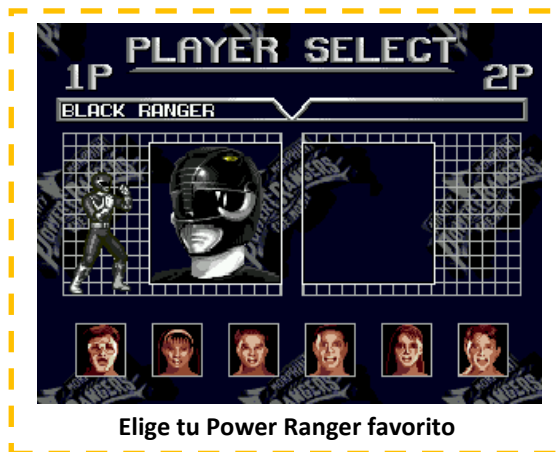 PLAYER SELECT
1P
2P
BLACK RANGER
Elige tu Power Ranger favorito